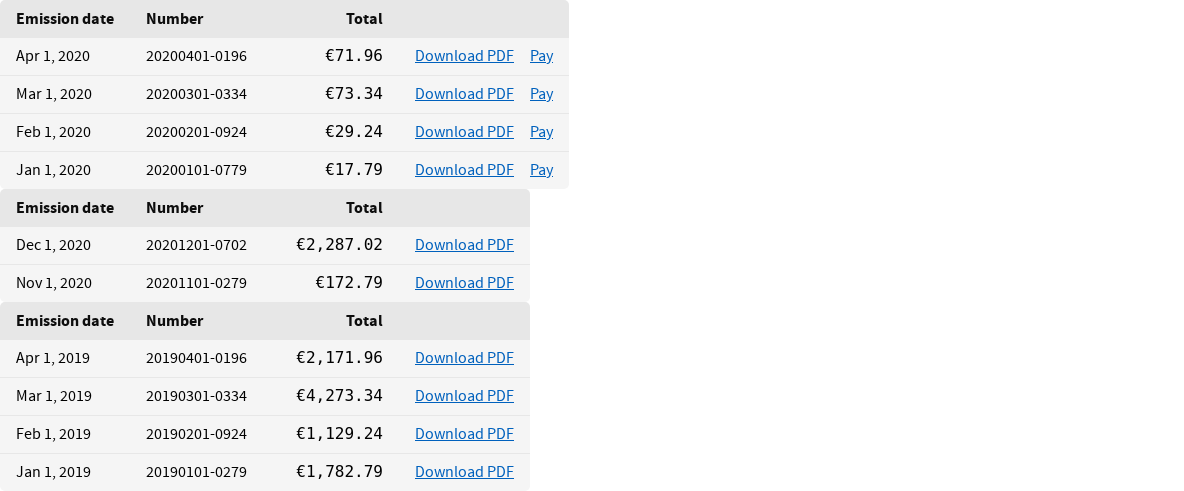 Emission date Number Total
Apr 1, 2020 20200401-0196 €71.96 Download PDF Pay
Mar 1, 2020 20200301-0334 €73.34 Download PDF Pay
Feb 1, 2020 20200201-0924 €29.24 Download PDF Pay
Jan 1, 2020 20200101-0779 €17.79 Download PDF Pay
Emission date Number Total
Dec 1, 2020 20201201-0702 €2,287.02 Download PDF
Nov 1, 2020 20201101-0279 €172.79 Download PDF
Emission date Number Total
Apr 1, 2019 20190401-0196 €2,171.96 Download PDF
Mar 1, 2019 20190301-0334 €4,273.34 Download PDF
Feb 1, 2019 20190201-0924 €1,129.24 Download PDF
Jan 1, 2019 20190101-0279 €1,782.79 Download PDF